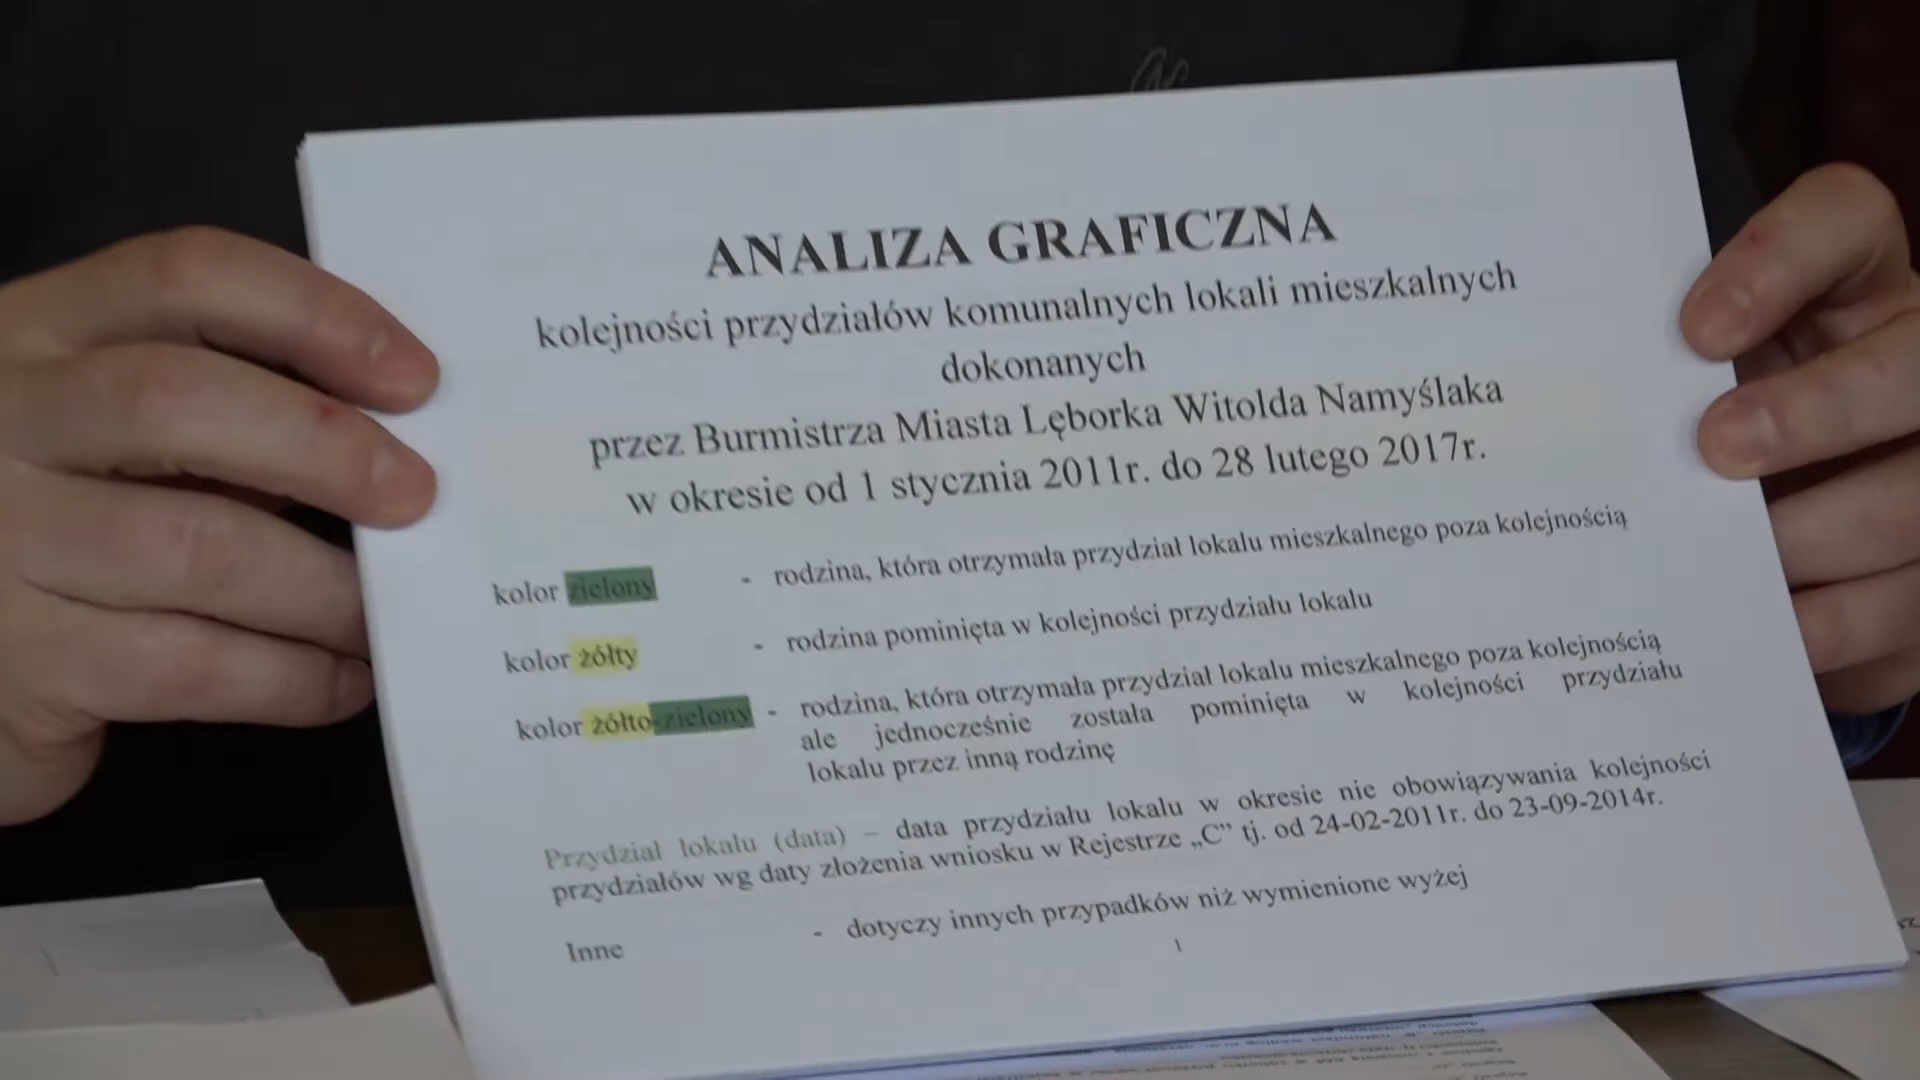 ANALIZA GRAFICZNA
kolejności przydziałów komunalnych lokali mieszkalnych
dokonanych
przez Burmistrza Miasta Lęborka Witolda Namyślaka
w okresie od 1 stycznia 2011r. do 28 lutego 2017r.
kolor zielony - rodzina, która otrzymała przydział lokalu mieszkalnego poza kolejnością
kolor żółty - rodzina pominięta w kolejności przydziału lokalu
kolor żółto-zielony - rodzina, która otrzymała przydział lokalu mieszkalnego poza kolejnością
ale jednocześnie została pominięta w kolejności przydziału
lokalu przez inną rodzinę
Przydział lokalu (data) – data przydziału lokalu w okresie nie obowiązywania kolejności
przydziałów wg daty złożenia wniosku w Rejestrze „C” tj. od 24-02-2011r. do 23-09-2014r.
Inne - dotyczy innych przypadków niż wymienione wyżej
1